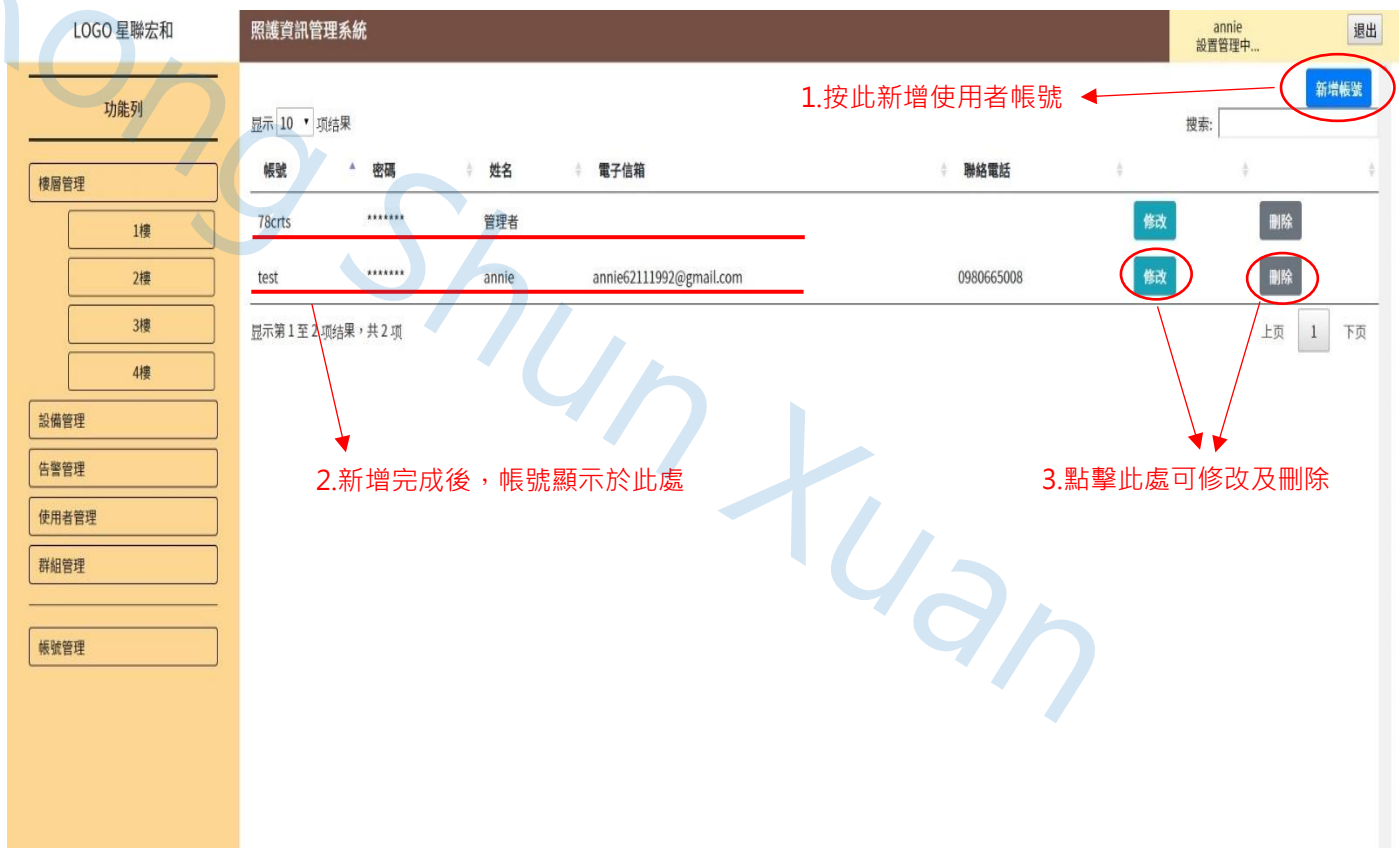 LOGO 星聯宏和
照護資訊管理系統
annie
設置管理中...
退出
功能列
樓層管理
1樓
2樓
3樓
4樓
設備管理
告警管理
使用者管理
群組管理
帳號管理
1.按此新增使用者帳號
新增帳號
显示 10 项结果
搜索:
帳號 密碼 姓名 電子信箱 聯絡電話
78crts ******* 管理者 修改 刪除
test ******* annie annie62111992@gmail.com 0980665008 修改 刪除
显示第 1 至 2 项结果，共 2 项
上页 1 下页
2.新增完成後，帳號顯示於此處
3.點擊此處可修改及刪除
hong Shun Xuan